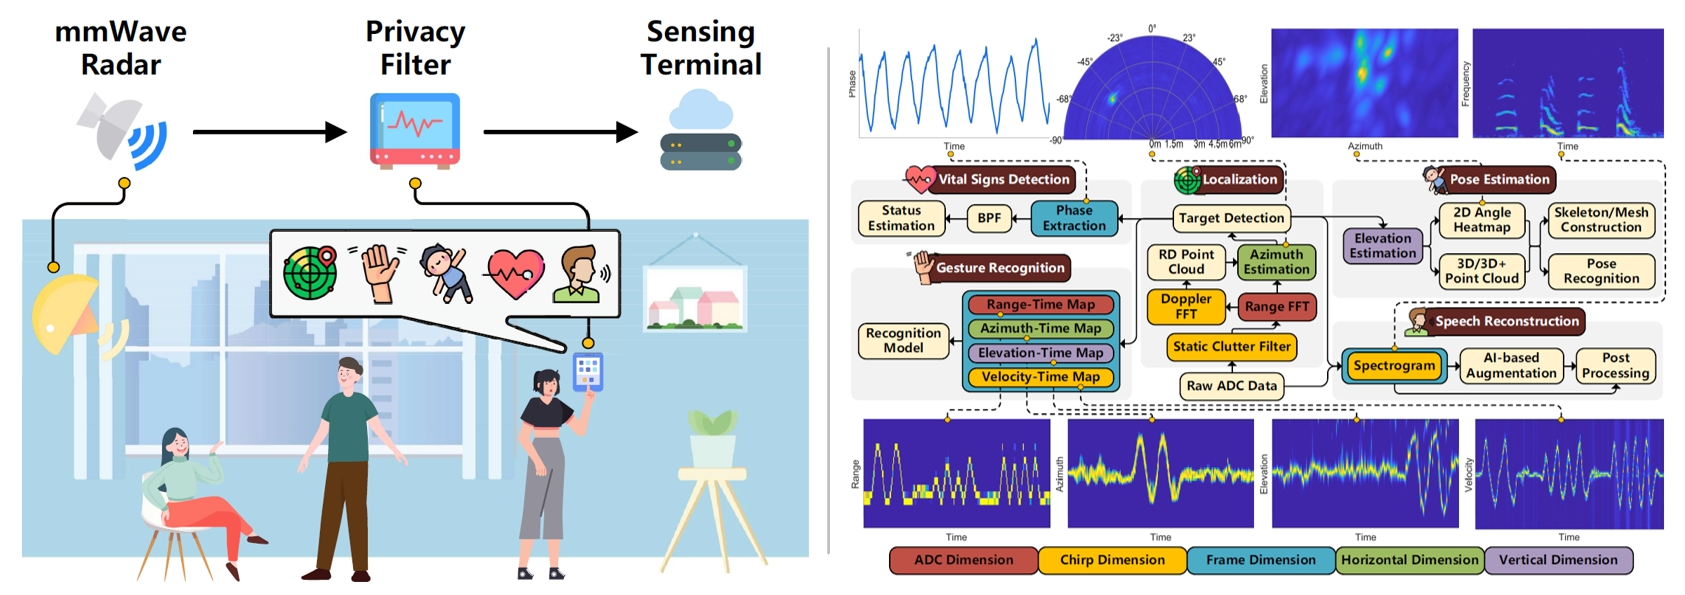 mmWave
Radar
Privacy
Filter
Sensing
Terminal
Phase
Time
0°
-23°
23°
-45°
45°
-68°
68°
-90°
90°
0m 1.5m 3m 4.5m 6m
Elevation
Azimuth
Frequency
Time
Vital Signs Detection
Status
Estimation
BPF
Phase
Extraction
Localization
Target Detection
RD Point
Cloud
Azimuth
Estimation
Doppler
FFT
Range FFT
Static Clutter Filter
Raw ADC Data
Pose Estimation
Elevation
Estimation
2D Angle
Heatmap
3D/3D+
Point Cloud
Skeleton/Mesh
Construction
Pose
Recognition
Gesture Recognition
Recognition
Model
Range-Time Map
Azimuth-Time Map
Elevation-Time Map
Velocity-Time Map
Speech Reconstruction
Spectrogram
AI-based
Augmentation
Post
Processing
Range
Time
Azimuth
Time
Elevation
Time
Velocity
Time
ADC Dimension
Chirp Dimension
Frame Dimension
Horizontal Dimension
Vertical Dimension